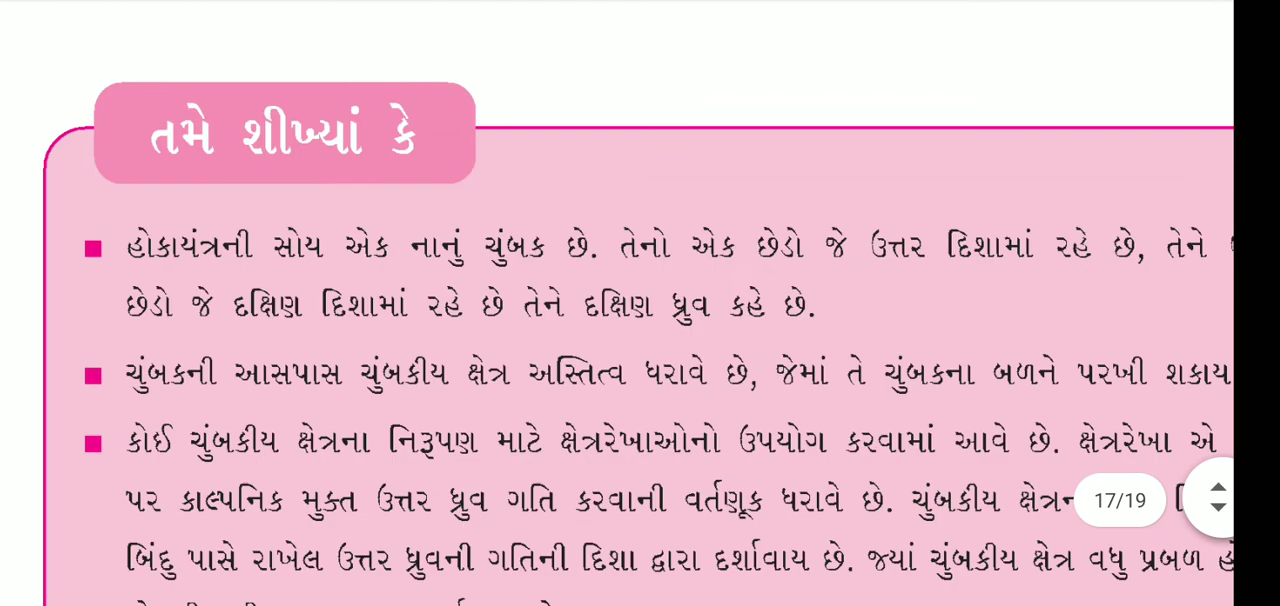 તમે શીખ્યાં કે
■ હોકાયંત્રની સોય એક નાનું ચુંબક છે. તેનો એક છેડો જે ઉત્તર દિશામાં રહે છે, તેને
છેડો જે દક્ષિણ દિશામાં રહે છે તેને દક્ષિણ ધ્રુવ કહે છે.
■ ચુંબકની આસપાસ ચુંબકીય ક્ષેત્ર અસ્તિત્વ ધરાવે છે, જેમાં તે ચુંબકના બળને પરખી શકાય
■ કોઈ ચુંબકીય ક્ષેત્રના નિરૂપણ માટે ક્ષેત્રરેખાઓનો ઉપયોગ કરવામાં આવે છે. ક્ષેત્રરેખા એ
પર કાલ્પનિક મુક્ત ઉત્તર ધ્રુવ ગતિ કરવાની વર્તણૂક ધરાવે છે. ચુંબકીય 17/19
બિંદુ પાસે રાખેલ ઉત્તર ધ્રુવની ગતિની દિશા દ્વારા દર્શાવાય છે. જ્યાં ચુંબકીય ક્ષેત્ર વધુ પ્રબળ